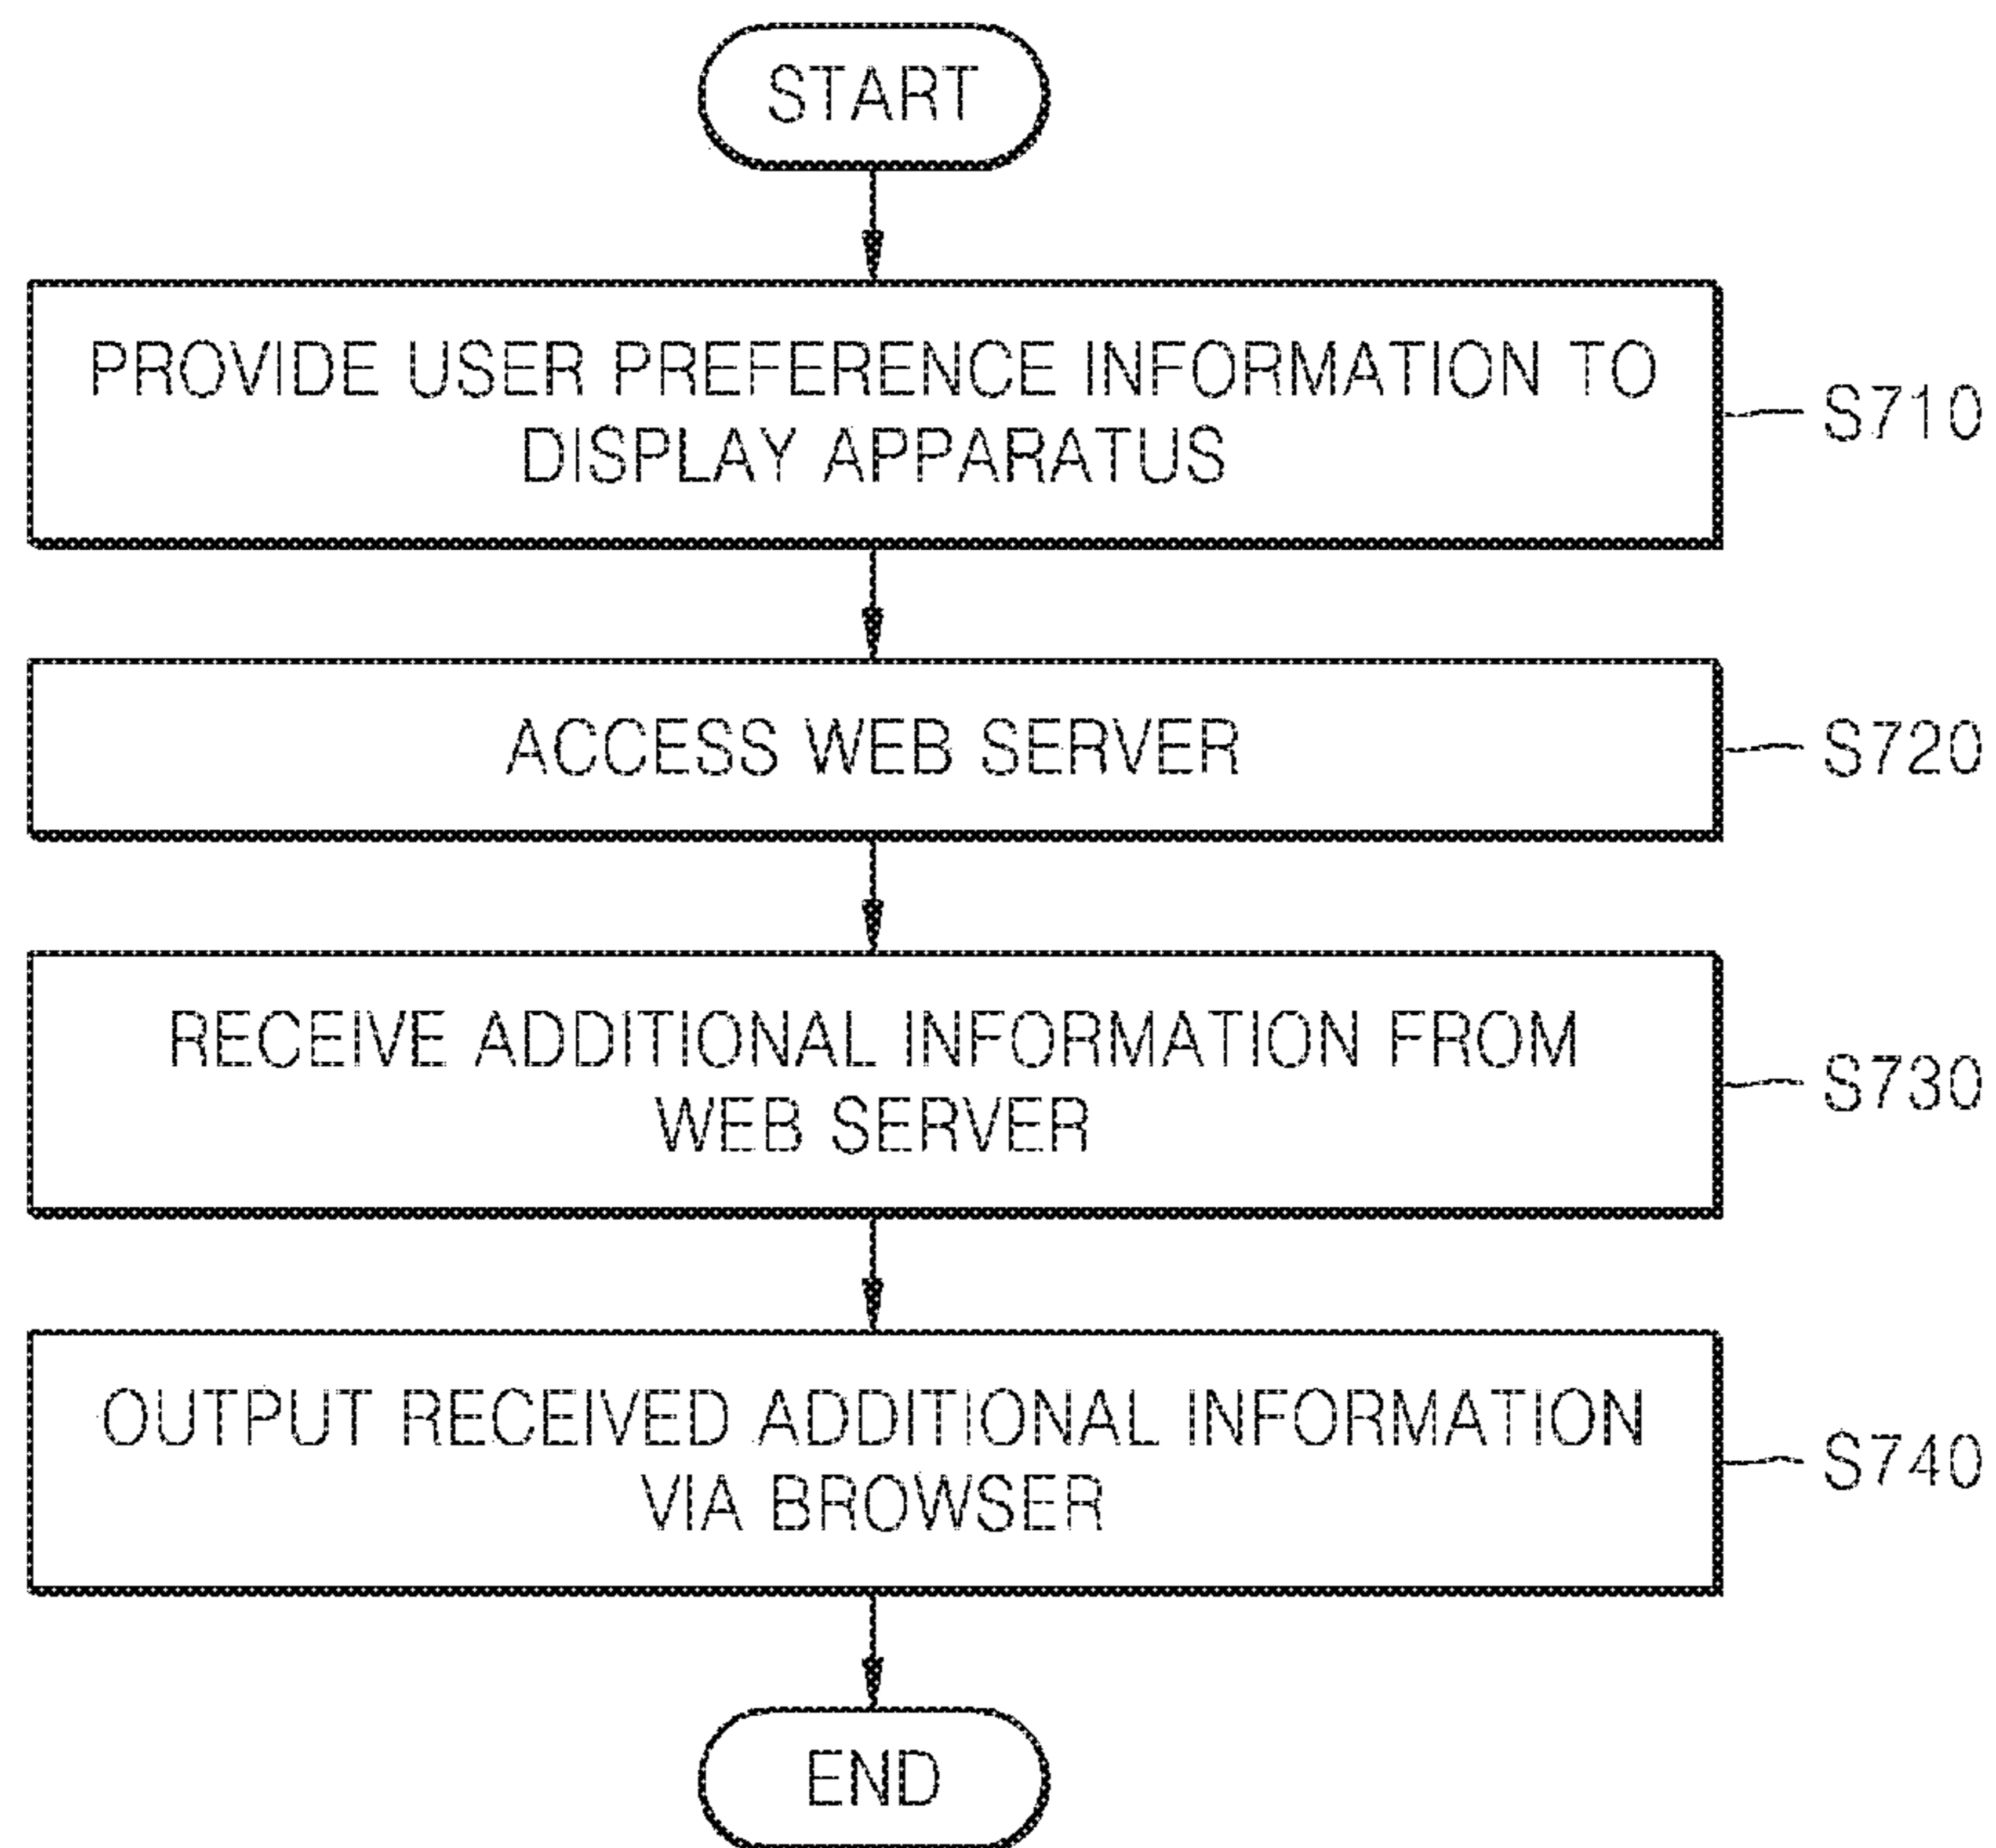 START
PROVIDE USER PREFERENCE INFORMATION TO
DISPLAY APPARATUS
S710
ACCESS WEB SERVER
S720
RECEIVE ADDITIONAL INFORMATION FROM
WEB SERVER
S730
OUTPUT RECEIVED ADDITIONAL INFORMATION
VIA BROWSER
S740
END